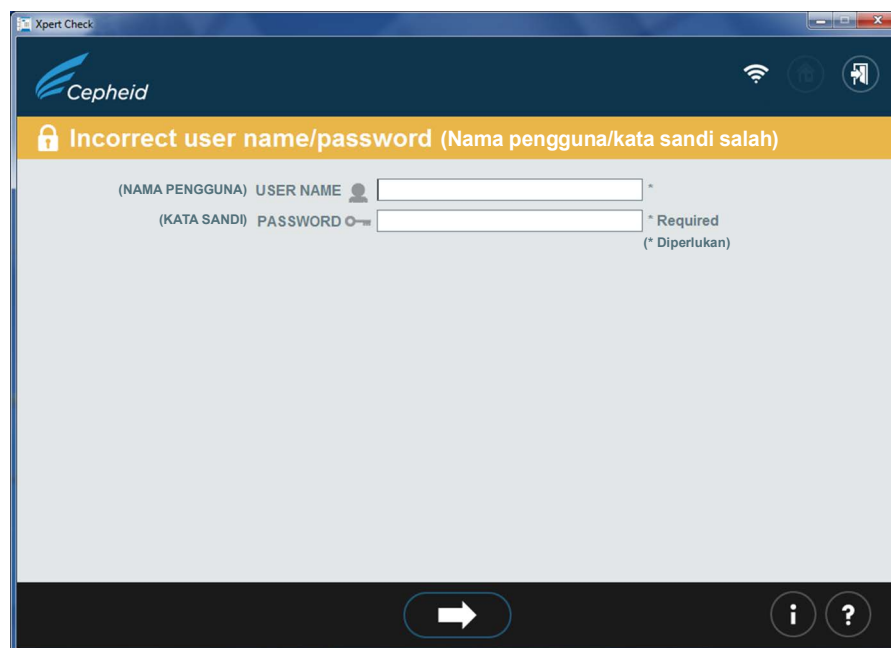 Xpert Check
Cepheid
Incorrect user name/password (Nama pengguna/kata sandi salah)
(NAMA PENGGUNA) USER NAME *
(KATA SANDI) PASSWORD * Required
(* Diperlukan)
i ?